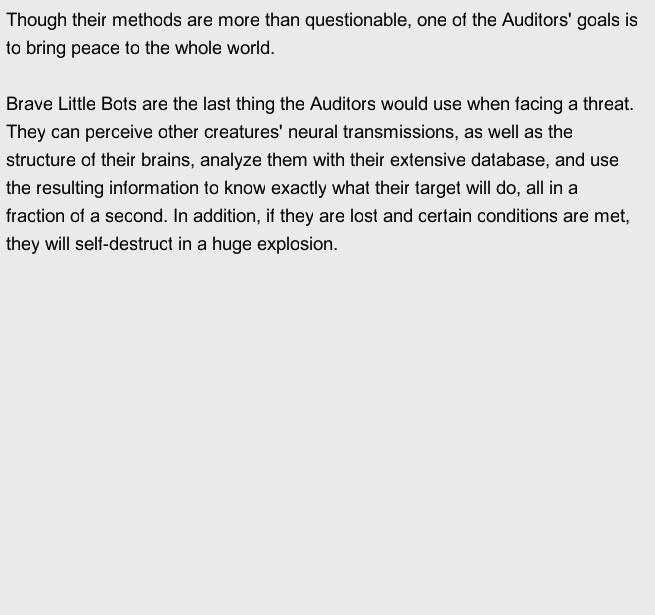 Though their methods are more than questionable, one of the Auditors' goals is
to bring peace to the whole world.
Brave Little Bots are the last thing the Auditors would use when facing a threat.
They can perceive other creatures' neural transmissions, as well as the
structure of their brains, analyze them with their extensive database, and use
the resulting information to know exactly what their target will do, all in a
fraction of a second. In addition, if they are lost and certain conditions are met,
they will self-destruct in a huge explosion.